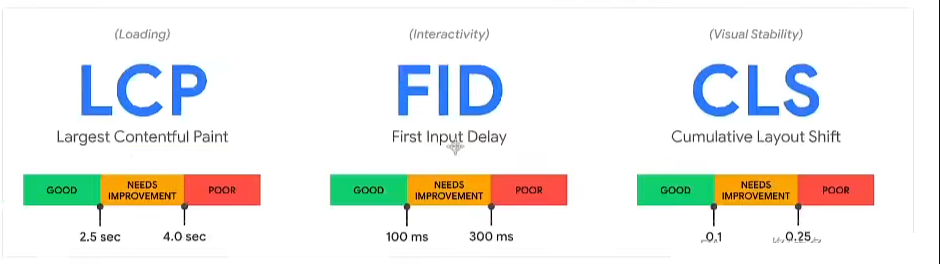 (Loading)
LCP
Largest Contentful Paint
GOOD
NEEDS
IMPROVEMENT
POOR
2.5 sec
4.0 sec
(Interactivity)
FID
First Input Delay
GOOD
NEEDS
IMPROVEMENT
POOR
100 ms
300 ms
(Visual Stability)
CLS
Cumulative Layout Shift
GOOD
NEEDS
IMPROVEMENT
POOR
0.1
0.25